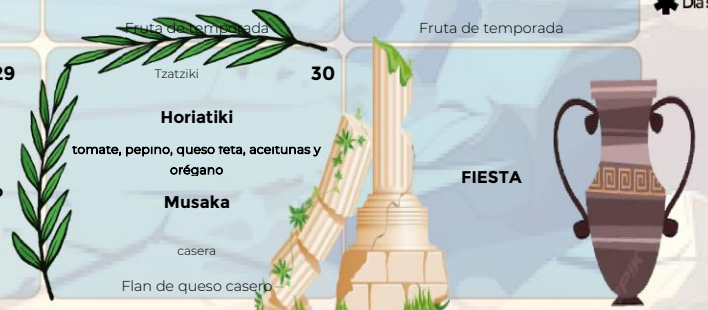 Fruta de temporada
Fruta de temporada
Día
29
Tzatziki
30
Horiatiki
tomate, pepino, queso feta, aceitunas y
orégano
Musaka
FIESTA
casera
Flan de queso casero